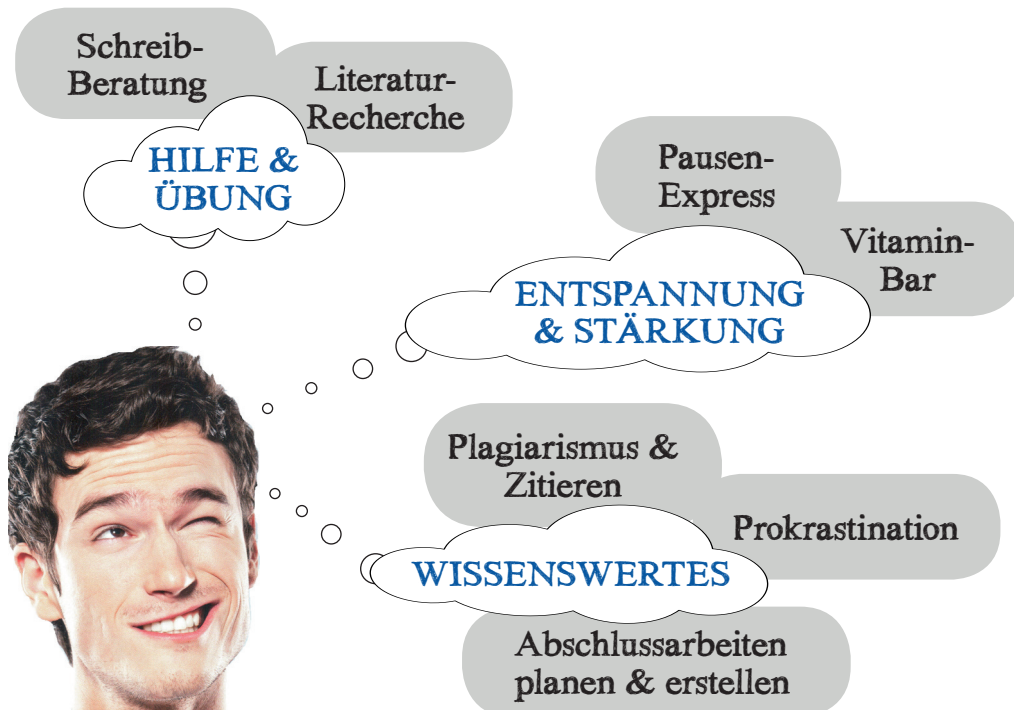 Schreib-
Beratung
Literatur-
Recherche
HILFE &
ÜBUNG
Pausen-
Express
Vitamin-
Bar
ENTSPANNUNG
& STÄRKUNG
Plagiarismus &
Zitieren
Prokrastination
WISSENSWERTES
Abschlussarbeiten
planen & erstellen